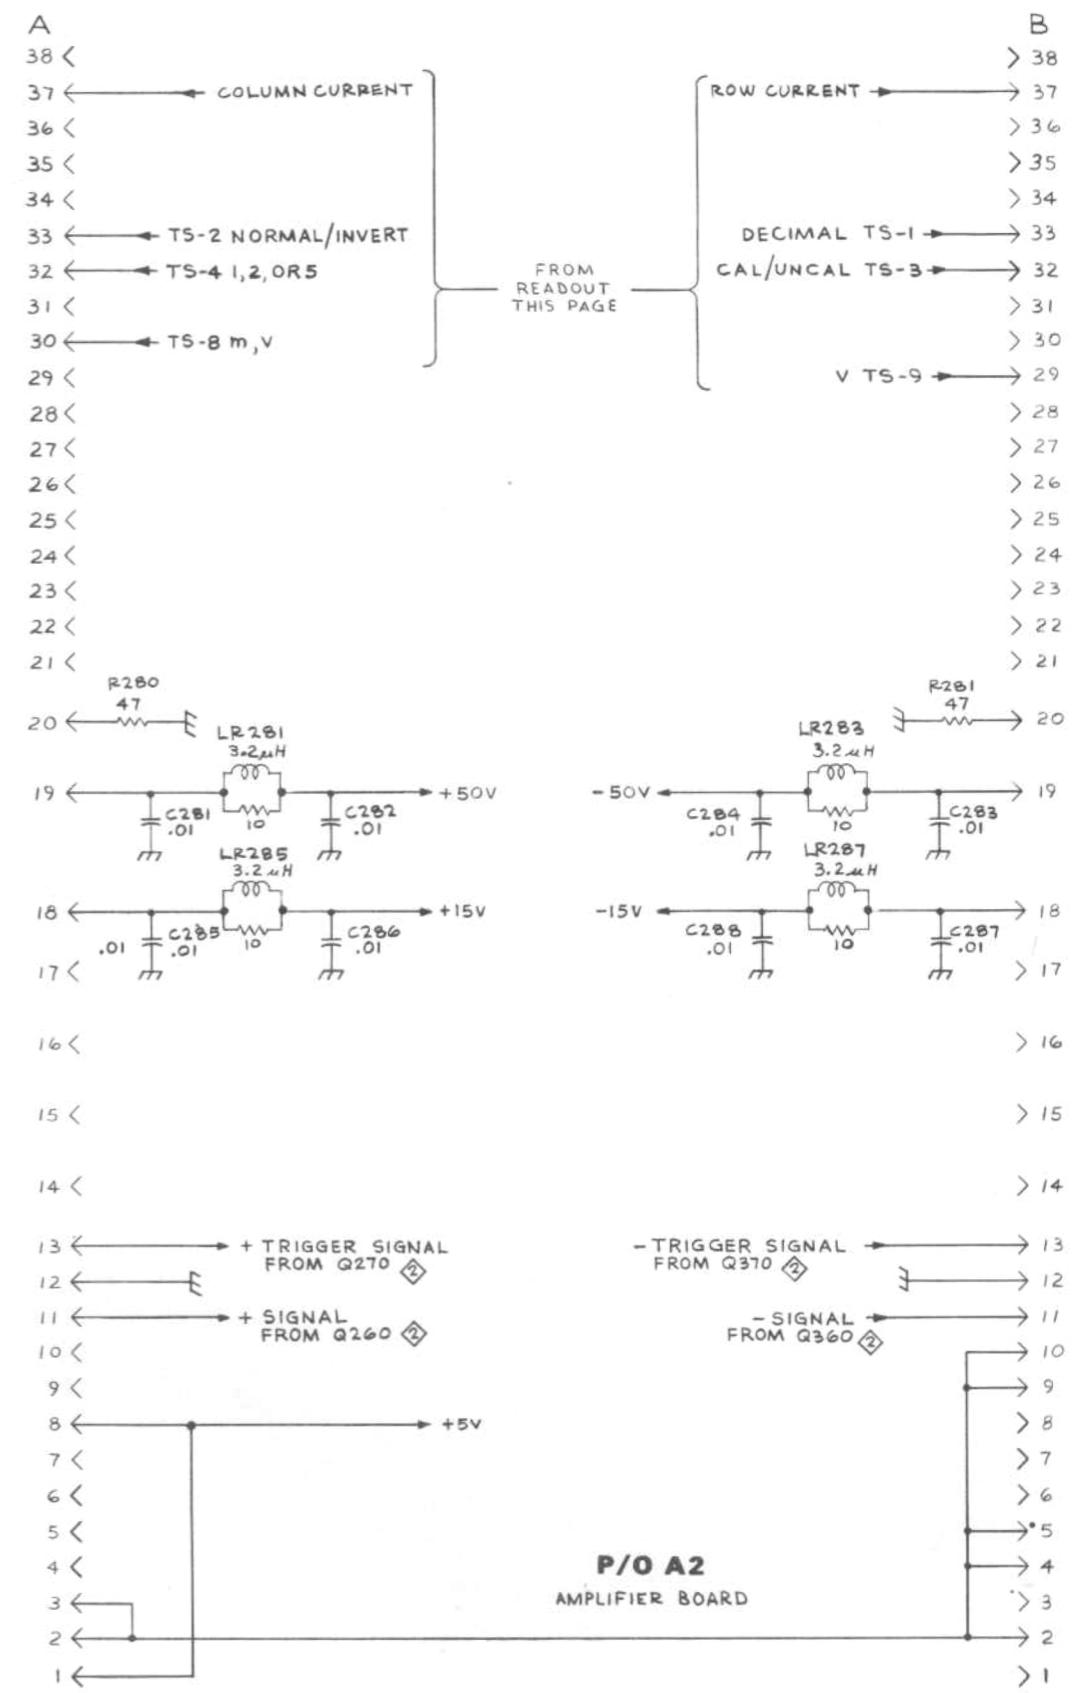 A B
38 38
37 COLUMN CURRENT ROW CURRENT 37
36 36
35 35
34 34
33 TS-2 NORMAL/INVERT DECIMAL TS-1 33
32 TS-4 1,2,OR5 CAL/UNCAL TS-3 32
FROM
READOUT
THIS PAGE
31 31
30 TS-8 m,V 30
29 V TS-9 29
28 28
27 27
26 26
25 25
24 24
23 23
22 22
21 21
R280 R281
47 47
20 20
LR281 LR283
3.2μH 3.2μH
19 +50V -50V 19
C281 C282 C284 C283
.01 10 .01 .01 10 .01
LR285 LR287
3.2μH 3.2μH
18 +15V -15V 18
C285 C286 C288 C287
.01 .01 10 .01 .01 10 .01
17 17
16 16
15 15
14 14
13 + TRIGGER SIGNAL - TRIGGER SIGNAL 13
FROM Q270 2 FROM Q370 2
12 12
11 + SIGNAL - SIGNAL 11
FROM Q260 2 FROM Q360 2
10 10
9 9
8 +5V 8
7 7
6 6
5 5
4 P/O A2 4
3 AMPLIFIER BOARD 3
2 2
1 1